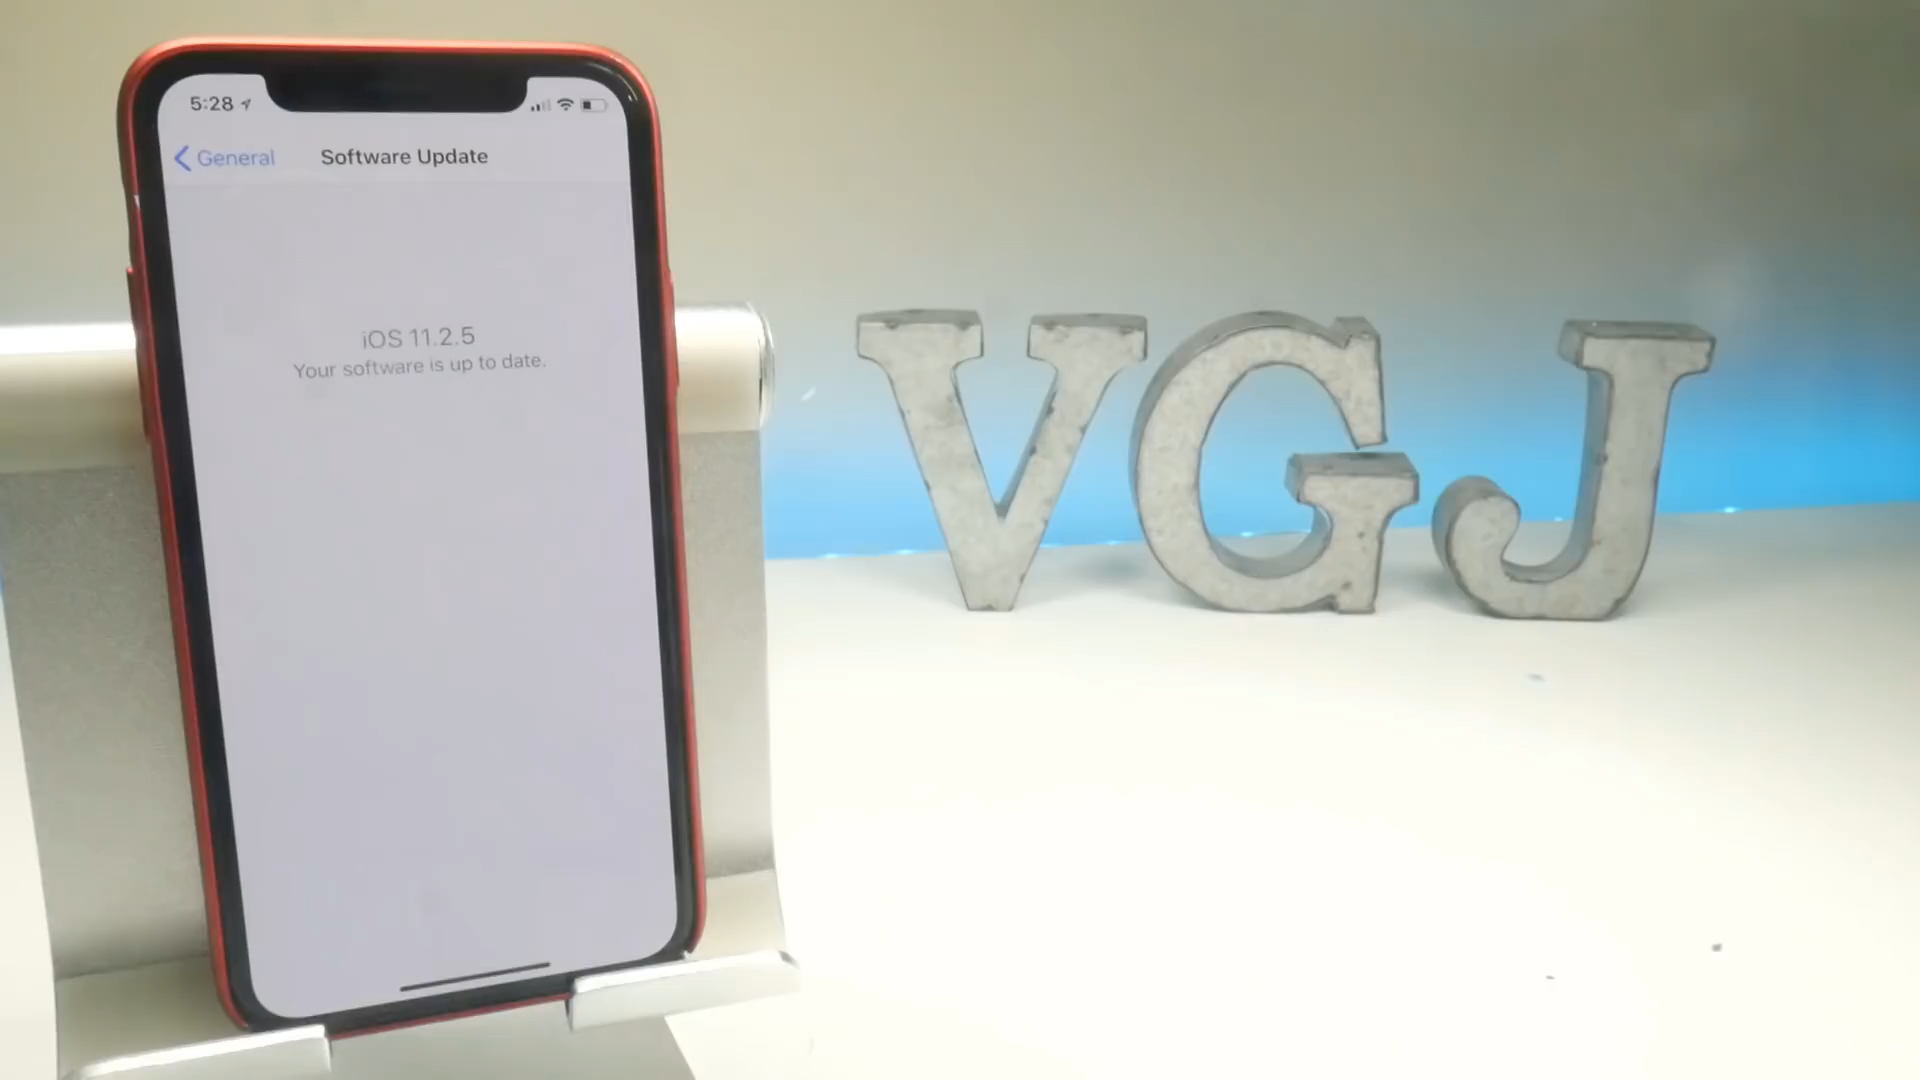 5:28
General
Software Update
iOS 11.2.5
Your software is up to date.
VGJ